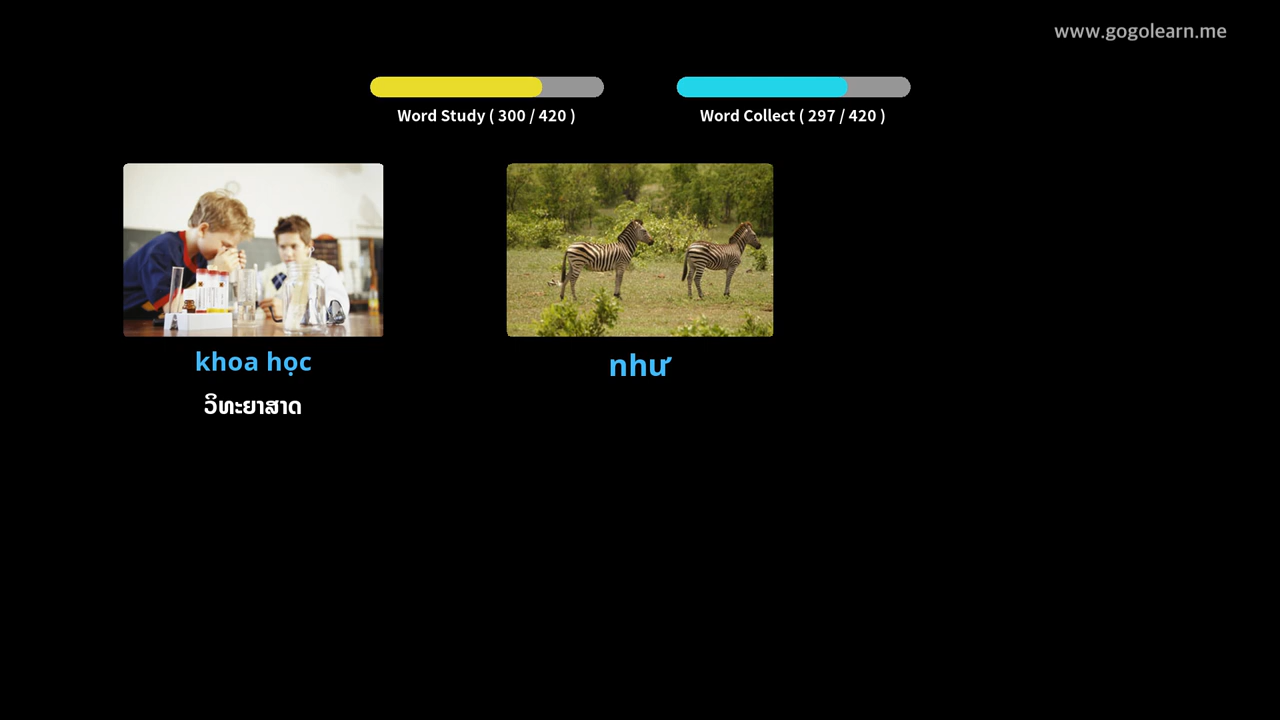 www.gogolearn.me
Word Study ( 300 / 420 )
Word Collect ( 297 / 420 )
khoa học
ວິທະຍາສາດ
như